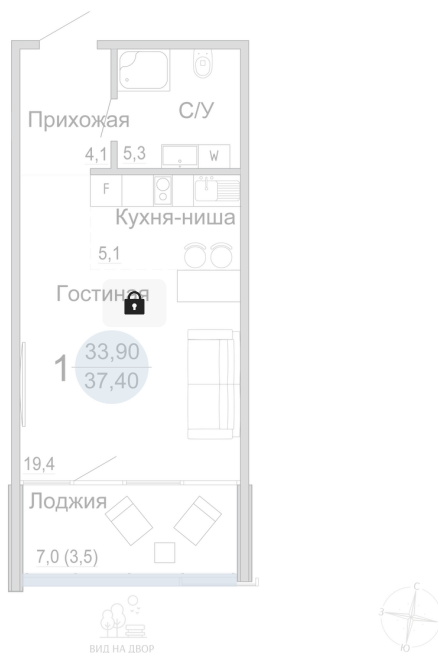 Прихожая
С/У
4,1
5,3
W
F
Кухня-ниша
5,1
Гостиная
1
33,90
37,40
19,4
Лоджия
7,0 (3,5)
ВИД НА ДВОР
С
З
Ю